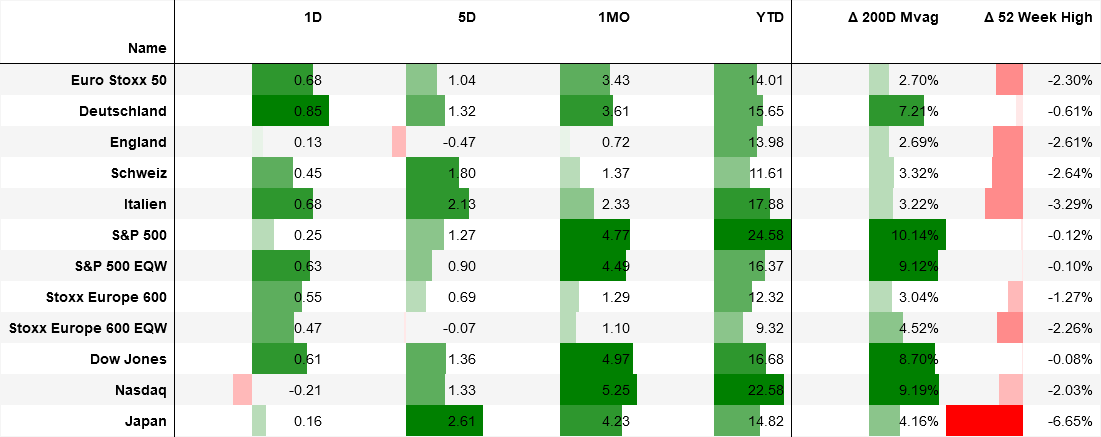 1D 5D 1MO YTD Δ 200D Mvag Δ 52 Week High
Name
Euro Stoxx 50 0.68 1.04 3.43 14.01 2.70% -2.30%
Deutschland 0.85 1.32 3.61 15.65 7.21% -0.61%
England 0.13 -0.47 0.72 13.98 2.69% -2.61%
Schweiz 0.45 1.80 1.37 11.61 3.32% -2.64%
Italien 0.68 2.13 2.33 17.88 3.22% -3.29%
S&P 500 0.25 1.27 4.77 24.58 10.14% -0.12%
S&P 500 EQW 0.63 0.90 4.49 16.37 9.12% -0.10%
Stoxx Europe 600 0.55 0.69 1.29 12.32 3.04% -1.27%
Stoxx Europe 600 EQW 0.47 -0.07 1.10 9.32 4.52% -2.26%
Dow Jones 0.61 1.36 4.97 16.68 8.70% -0.08%
Nasdaq -0.21 1.33 5.25 22.58 9.19% -2.03%
Japan 0.16 2.61 4.23 14.82 4.16% -6.65%